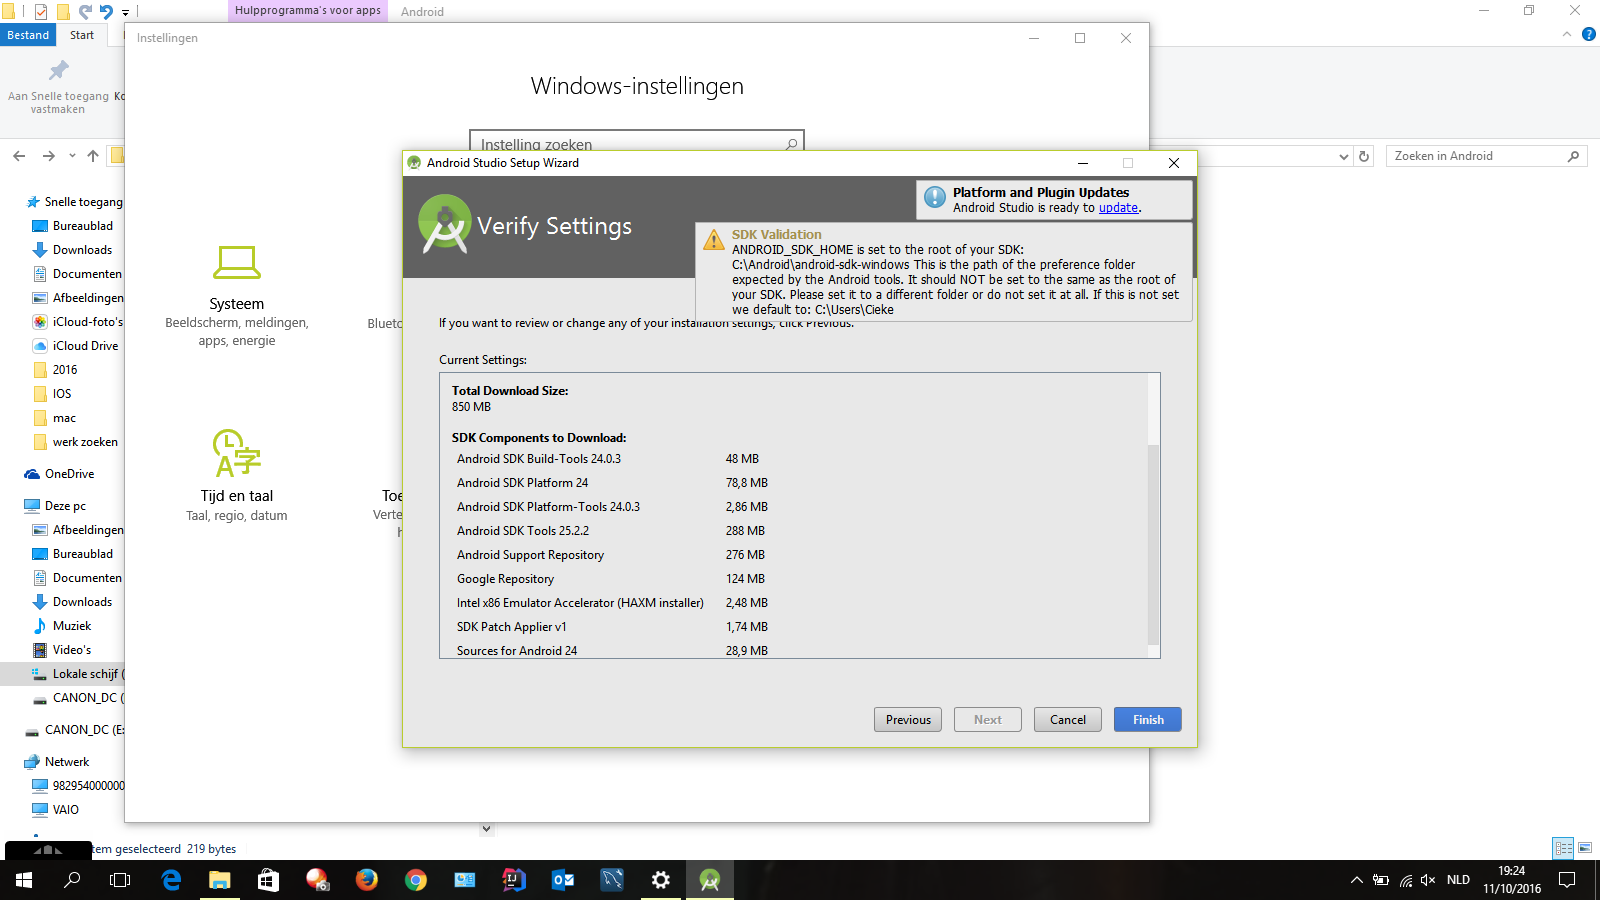 Hulpprogramma's voor apps
Android
Bestand
Start
Instellingen
Aan Snelle toegang
vastmaken
Windows-instellingen
Instelling zoeken
Zoeken in Android
Android Studio Setup Wizard
Verify Settings
Platform and Plugin Updates
Android Studio is ready to update.
SDK Validation
ANDROID_SDK_HOME is set to the root of your SDK:
C:\Android\android-sdk-windows This is the path of the preference folder
expected by the Android tools. It should NOT be set to the same as the root of
your SDK. Please set it to a different folder or do not set it at all. If this is not set
we default to: C:\Users\Cieke
If you want to review or change any of your installation settings, click Previous.
Current Settings:
Total Download Size:
850 MB
SDK Components to Download:
Android SDK Build-Tools 24.0.3 48 MB
Android SDK Platform 24 78,8 MB
Android SDK Platform-Tools 24.0.3 2,86 MB
Android SDK Tools 25.2.2 288 MB
Android Support Repository 276 MB
Google Repository 124 MB
Intel x86 Emulator Accelerator (HAXM installer) 2,48 MB
SDK Patch Applier v1 1,74 MB
Sources for Android 24 28,9 MB
Previous
Next
Cancel
Finish
Systeem
Beeldscherm, meldingen,
apps, energie
Tijd en taal
Taal, regio, datum
Snelle toegang
Bureaublad
Downloads
Documenten
Afbeeldingen
iCloud-foto's
iCloud Drive
2016
IOS
mac
werk zoeken
OneDrive
Deze pc
Afbeeldingen
Bureaublad
Documenten
Downloads
Muziek
Video's
Lokale schijf (
CANON_DC (
CANON_DC (E
Netwerk
982954000000
VAIO
geselecteerd 219 bytes
NLD
19:24
11/10/2016